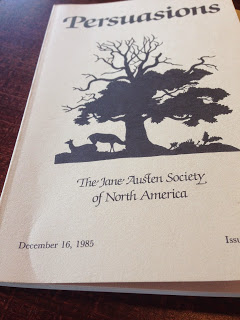 Persuasions
The Jane Austen Society
of North America
December 16, 1985
Issu